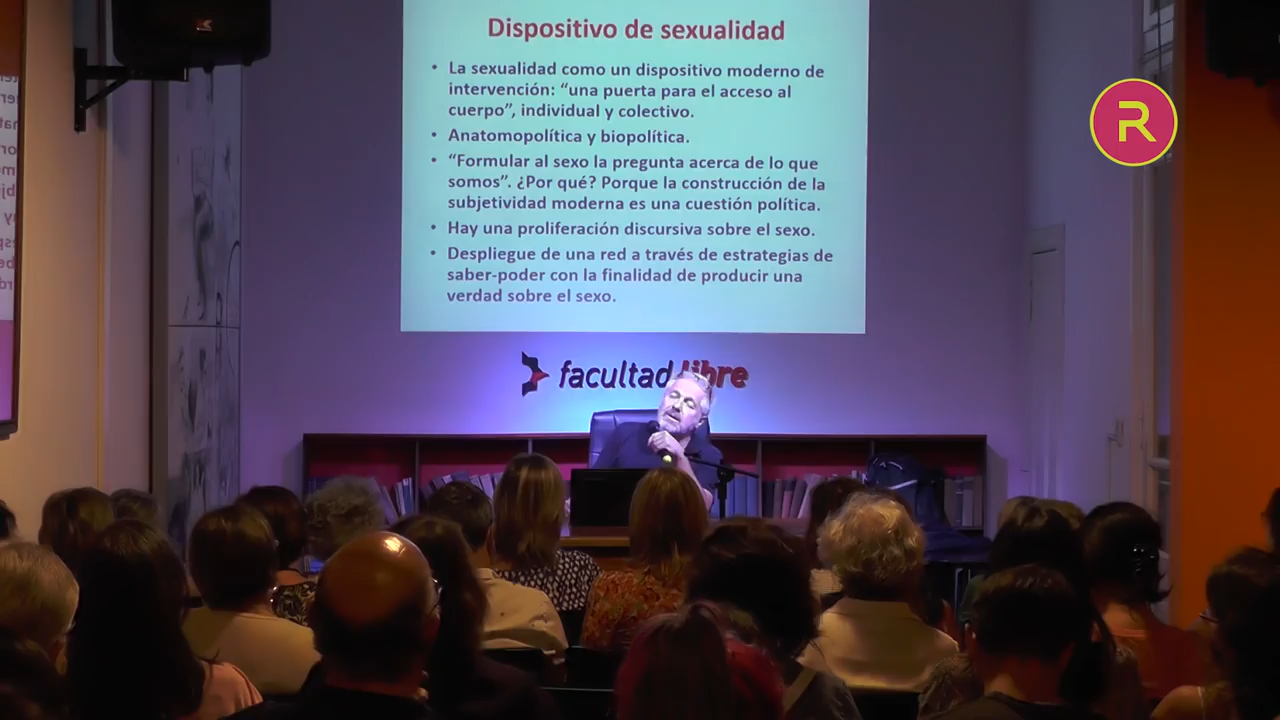 Dispositivo de sexualidad
• La sexualidad como un dispositivo moderno de
intervención: “una puerta para el acceso al
cuerpo”, individual y colectivo.
• Anatomopolítica y biopolítica.
• “Formular al sexo la pregunta acerca de lo que
somos”. ¿Por qué? Porque la construcción de la
subjetividad moderna es una cuestión política.
• Hay una proliferación discursiva sobre el sexo.
• Despliegue de una red a través de estrategias de
saber-poder con la finalidad de producir una
verdad sobre el sexo.
R
facultad libre